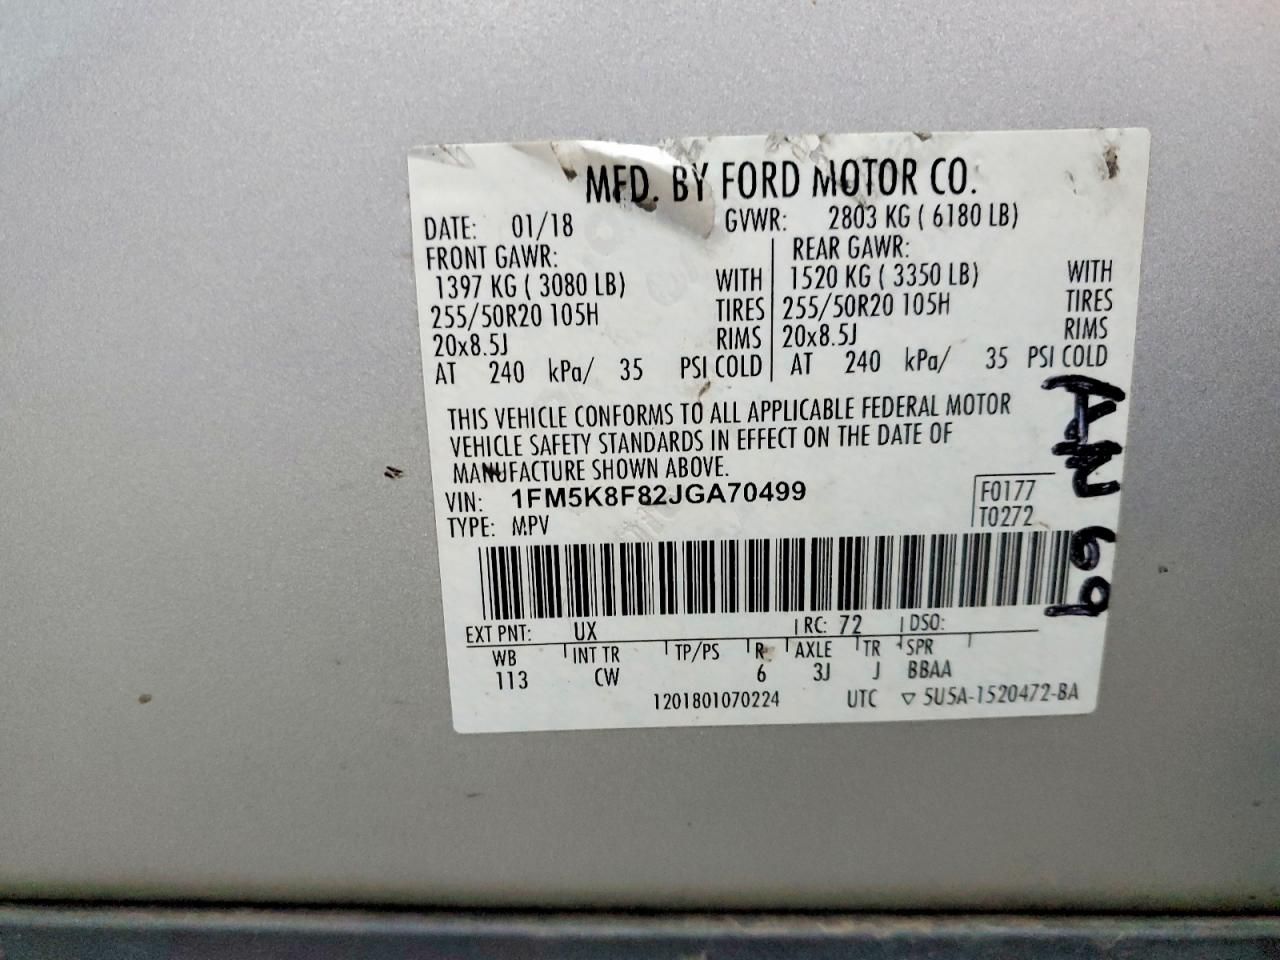 MFD. BY FORD MOTOR CO.
DATE: 01/18 GVWR: 2803 KG ( 6180 LB)
FRONT GAWR: REAR GAWR:
1397 KG ( 3080 LB) WITH 1520 KG ( 3350 LB) WITH
255/50R20 105H TIRES 255/50R20 105H TIRES
20x8.5J RIMS 20x8.5J RIMS
AT 240 kPa/ 35 PSI COLD AT 240 kPa/ 35 PSI COLD
THIS VEHICLE CONFORMS TO ALL APPLICABLE FEDERAL MOTOR
VEHICLE SAFETY STANDARDS IN EFFECT ON THE DATE OF
MANUFACTURE SHOWN ABOVE.
VIN: 1FM5K8F82JGA70499 F0177
TYPE: MPV T0272
EXT PNT: UX RC: 72 DSO:
WB INT TR TP/PS R AXLE TR SPR
113 CW 6 3J J BBAA
1201801070224 UTC ▽ 5U5A-1520472-BA
69